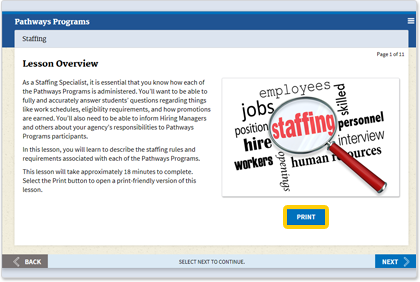 Pathways Programs
Staffing
Page 1 of 11
Lesson Overview
As a Staffing Specialist, it is essential that you know how each of
the Pathways Programs is administered. You'll want to be able to
fully and accurately answer students' questions regarding things
like work schedules, eligibility requirements, and how promotions
are earned. You'll also need to be able to inform Hiring Managers
and others about your agency's responsibilities to Pathways
Programs participants.
In this lesson, you will learn to describe the staffing rules and
requirements associated with each of the Pathways Programs.
This lesson will take approximately 18 minutes to complete.
Select the Print button to open a print-friendly version of this
lesson.
employees
jobs
skilled
position
staffing
personnel
hire
interview
workers
openings
human resources
PRINT
BACK
SELECT NEXT TO CONTINUE.
NEXT